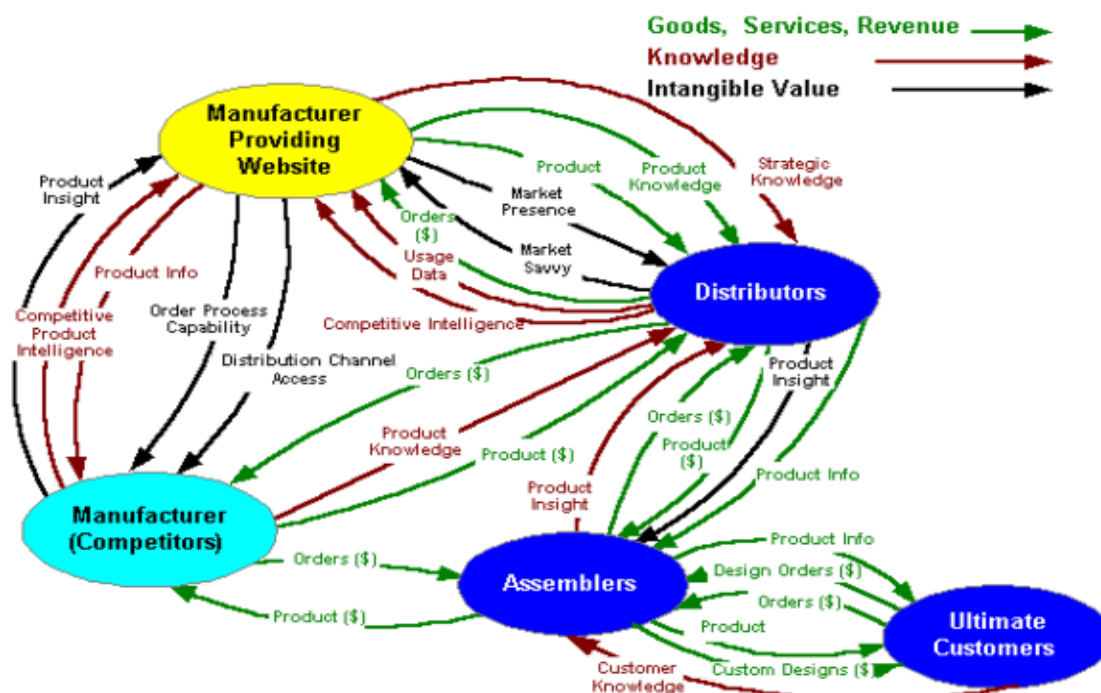 Goods, Services, Revenue
Knowledge
Intangible Value
Manufacturer
Providing
Website
Product
Insight
Product
Product
Knowledge
Strategic
Knowledge
Market
Presence
Orders
($)
Market
Savvy
Usage
Data
Product Info
Competitive
Product
Intelligence
Order Process
Capability
Competitive Intelligence
Distributors
Distribution Channel
Access
Orders ($)
Product
Insight
Orders ($)
Product
Knowledge
Product ($)
Product
($)
Product Info
Product
Insight
Manufacturer
(Competitors)
Orders ($)
Product ($)
Assemblers
Product Info
Design Orders ($)
Orders ($)
Product
Custom Designs ($)
Customer
Knowledge
Ultimate
Customers